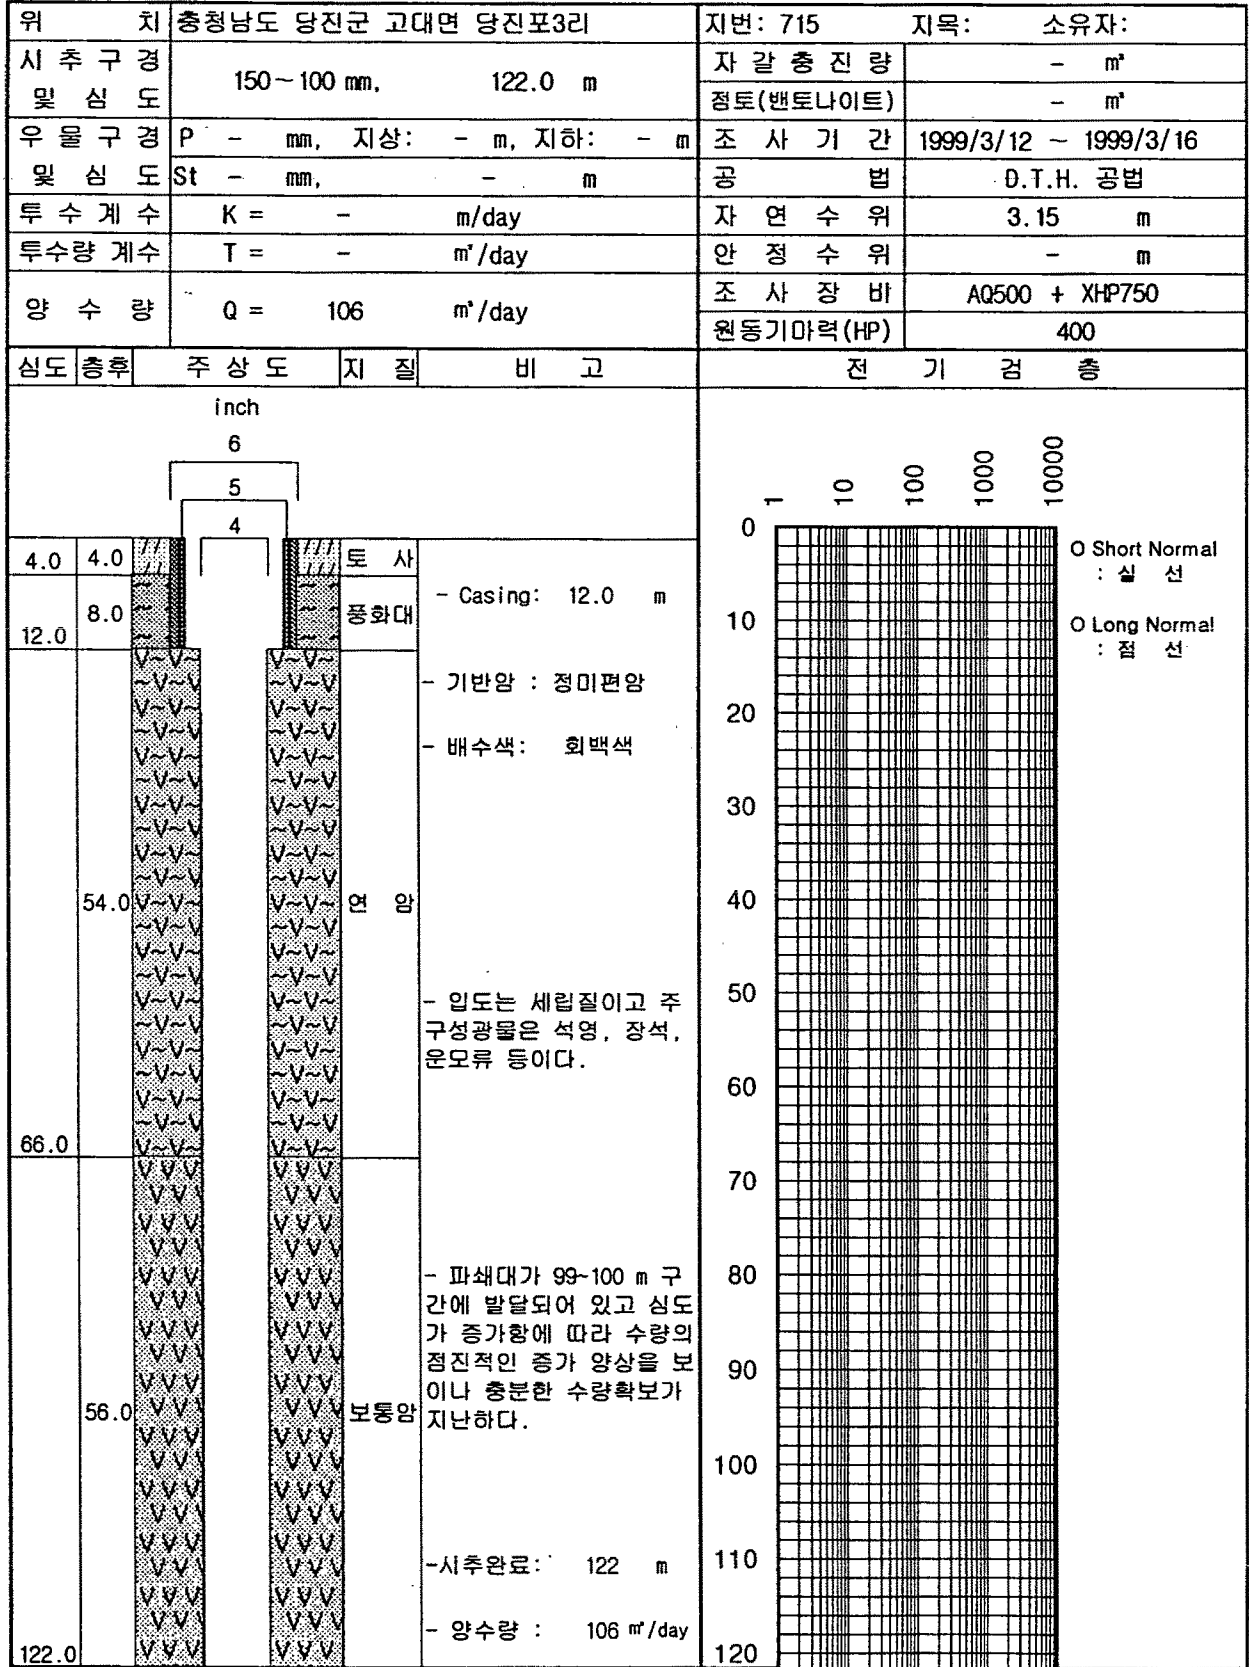 위 치 충청남도 당진군 고대면 당진포3리 지번: 715 지목: 소유자:
시추구경 및 심도 150~100 mm, 122.0 m
자갈충진량 - ㎥
점토(밴토나이트) - ㎥
우물구경 및 심도 P - mm, 지상: - m, 지하: - m
St - mm, - m
조사기간 1999/3/12 ~ 1999/3/16
공법 D.T.H. 공법
투수계수 K = - m/day
자연수위 3.15 m
투수량 계수 T = - ㎡/day
안정수위 - m
양수량 Q = 106 ㎥/day
조사장비 AQ500 + XHP750
원동기마력(HP) 400
심도 층후 주상도 지질 비고 전기검층
inch
6
5
4
4.0 4.0 토 사
- Casing: 12.0 m
12.0 8.0 풍화대
- 기반암 : 정미편암
- 배수색: 회백색
54.0 연 암
- 입도는 세립질이고 주
구성광물은 석영, 장석,
운모류 등이다.
66.0
- 파쇄대가 99~100 m 구
간에 발달되어 있고 심도
가 증가함에 따라 수량의
점진적인 증가 양상을 보
이나 충분한 수량확보가
지난하다.
56.0 보통암
-시추완료: 122 m
- 양수량 : 106 ㎥/day
122.0
1 10 100 1000 10000
0
10
20
30
40
50
60
70
80
90
100
110
120
O Short Normal
: 실 선
O Long Normal
: 점 선